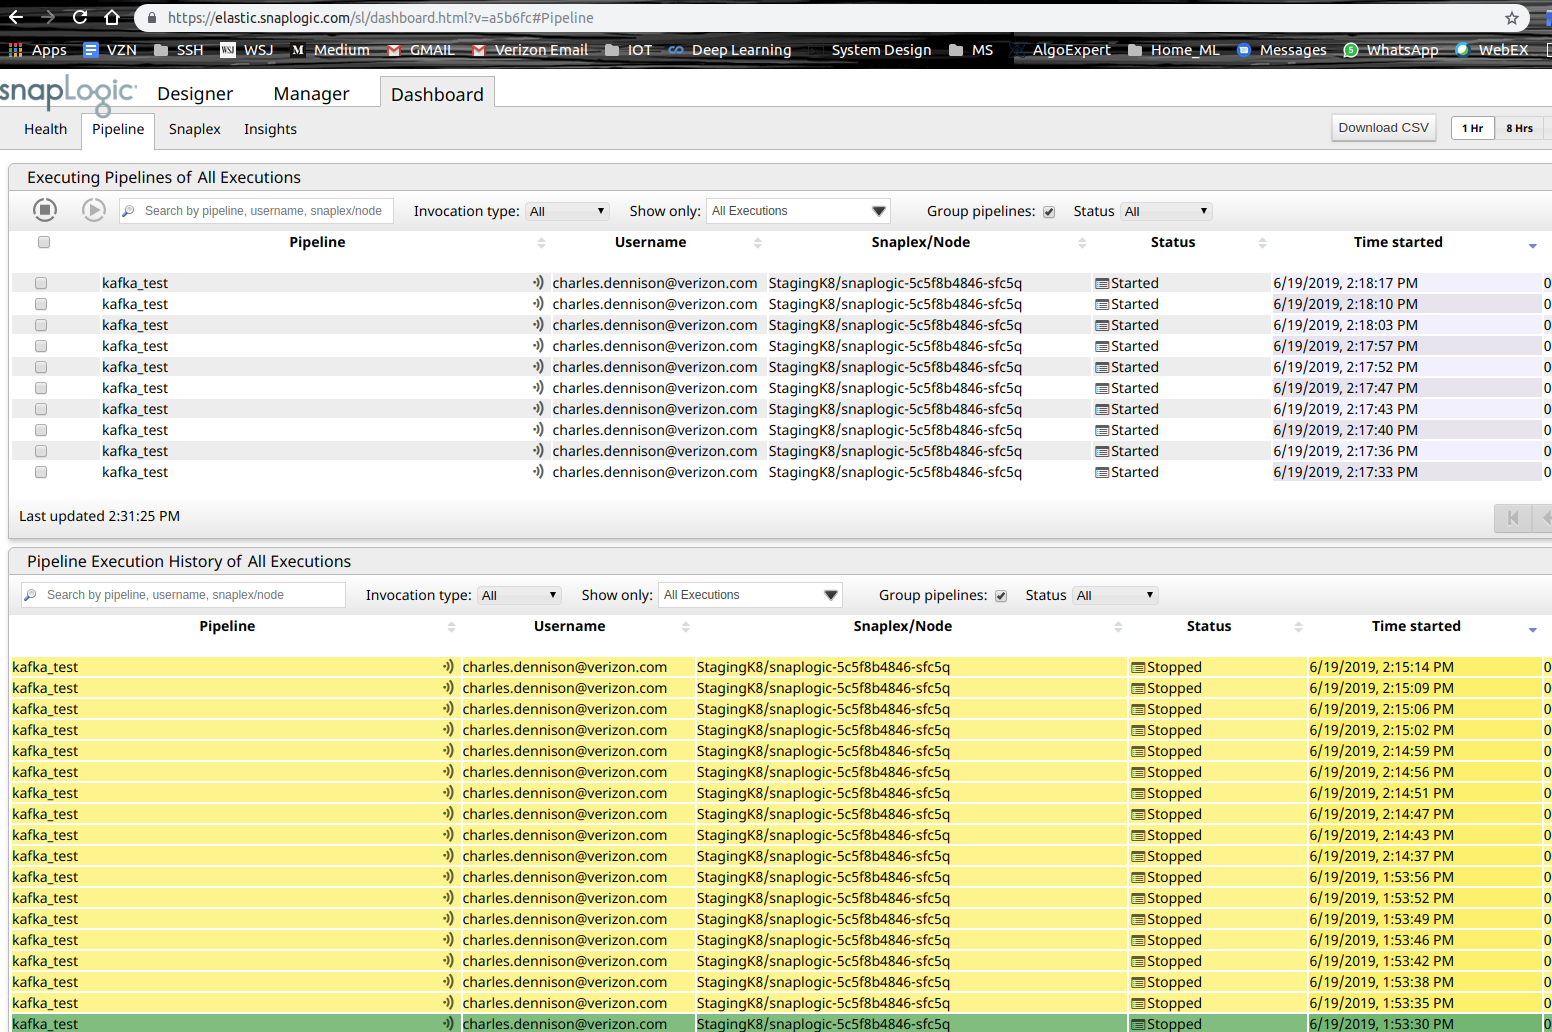 https://elastic.snaplogic.com/sl/dashboard.html?v=a5b6fc#Pipeline
Apps VZN SSH WSJ WSJ M Medium GMAIL Verizon Email IOT Deep Learning System Design MS AlgoExpert Home_ML Messages WhatsApp WebEX
snapLogic Designer Manager Dashboard
Health Pipeline Snaplex Insights Download CSV 1 Hr 8 Hrs
Executing Pipelines of All Executions
Search by pipeline, username, snaplex/node Invocation type: All Show only: All Executions Group pipelines: Status All
Pipeline Username Snaplex/Node Status Time started
kafka_test charles.dennison@verizon.com StagingK8/snaplogic-5c5f8b4846-sfc5q Started 6/19/2019, 2:18:17 PM 0
kafka_test charles.dennison@verizon.com StagingK8/snaplogic-5c5f8b4846-sfc5q Started 6/19/2019, 2:18:10 PM 0
kafka_test charles.dennison@verizon.com StagingK8/snaplogic-5c5f8b4846-sfc5q Started 6/19/2019, 2:18:03 PM 0
kafka_test charles.dennison@verizon.com StagingK8/snaplogic-5c5f8b4846-sfc5q Started 6/19/2019, 2:17:57 PM 0
kafka_test charles.dennison@verizon.com StagingK8/snaplogic-5c5f8b4846-sfc5q Started 6/19/2019, 2:17:52 PM 0
kafka_test charles.dennison@verizon.com StagingK8/snaplogic-5c5f8b4846-sfc5q Started 6/19/2019, 2:17:47 PM 0
kafka_test charles.dennison@verizon.com StagingK8/snaplogic-5c5f8b4846-sfc5q Started 6/19/2019, 2:17:43 PM 0
kafka_test charles.dennison@verizon.com StagingK8/snaplogic-5c5f8b4846-sfc5q Started 6/19/2019, 2:17:40 PM 0
kafka_test charles.dennison@verizon.com StagingK8/snaplogic-5c5f8b4846-sfc5q Started 6/19/2019, 2:17:36 PM 0
kafka_test charles.dennison@verizon.com StagingK8/snaplogic-5c5f8b4846-sfc5q Started 6/19/2019, 2:17:33 PM 0
Last updated 2:31:25 PM
Pipeline Execution History of All Executions
Search by pipeline, username, snaplex/node Invocation type: All Show only: All Executions Group pipelines: Status All
Pipeline Username Snaplex/Node Status Time started
kafka_test charles.dennison@verizon.com StagingK8/snaplogic-5c5f8b4846-sfc5q Stopped 6/19/2019, 2:15:14 PM 0
kafka_test charles.dennison@verizon.com StagingK8/snaplogic-5c5f8b4846-sfc5q Stopped 6/19/2019, 2:15:09 PM 0
kafka_test charles.dennison@verizon.com StagingK8/snaplogic-5c5f8b4846-sfc5q Stopped 6/19/2019, 2:15:06 PM 0
kafka_test charles.dennison@verizon.com StagingK8/snaplogic-5c5f8b4846-sfc5q Stopped 6/19/2019, 2:15:02 PM 0
kafka_test charles.dennison@verizon.com StagingK8/snaplogic-5c5f8b4846-sfc5q Stopped 6/19/2019, 2:14:59 PM 0
kafka_test charles.dennison@verizon.com StagingK8/snaplogic-5c5f8b4846-sfc5q Stopped 6/19/2019, 2:14:56 PM 0
kafka_test charles.dennison@verizon.com StagingK8/snaplogic-5c5f8b4846-sfc5q Stopped 6/19/2019, 2:14:51 PM 0
kafka_test charles.dennison@verizon.com StagingK8/snaplogic-5c5f8b4846-sfc5q Stopped 6/19/2019, 2:14:47 PM 0
kafka_test charles.dennison@verizon.com StagingK8/snaplogic-5c5f8b4846-sfc5q Stopped 6/19/2019, 2:14:43 PM 0
kafka_test charles.dennison@verizon.com StagingK8/snaplogic-5c5f8b4846-sfc5q Stopped 6/19/2019, 2:14:37 PM 0
kafka_test charles.dennison@verizon.com StagingK8/snaplogic-5c5f8b4846-sfc5q Stopped 6/19/2019, 1:53:56 PM 0
kafka_test charles.dennison@verizon.com StagingK8/snaplogic-5c5f8b4846-sfc5q Stopped 6/19/2019, 1:53:52 PM 0
kafka_test charles.dennison@verizon.com StagingK8/snaplogic-5c5f8b4846-sfc5q Stopped 6/19/2019, 1:53:49 PM 0
kafka_test charles.dennison@verizon.com StagingK8/snaplogic-5c5f8b4846-sfc5q Stopped 6/19/2019, 1:53:46 PM 0
kafka_test charles.dennison@verizon.com StagingK8/snaplogic-5c5f8b4846-sfc5q Stopped 6/19/2019, 1:53:42 PM 0
kafka_test charles.dennison@verizon.com StagingK8/snaplogic-5c5f8b4846-sfc5q Stopped 6/19/2019, 1:53:38 PM 0
kafka_test charles.dennison@verizon.com StagingK8/snaplogic-5c5f8b4846-sfc5q Stopped 6/19/2019, 1:53:35 PM 0
kafka_test charles.dennison@verizon.com StagingK8/snaplogic-5c5f8b4846-sfc5q Stopped 6/19/2019, 1:53:30 PM 0